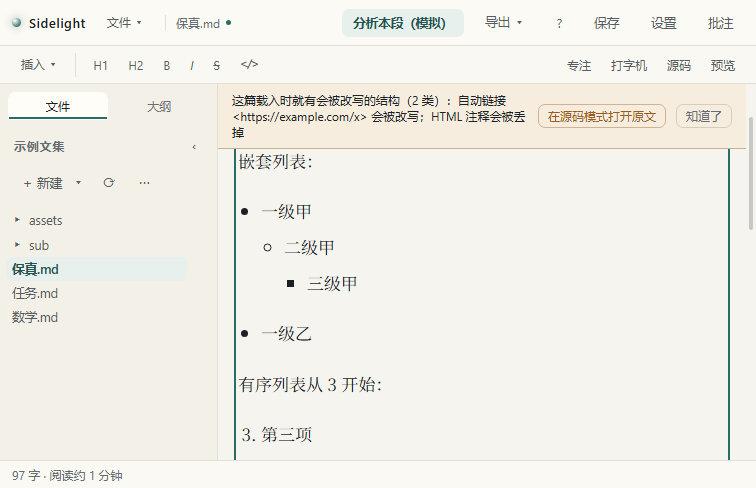 Sidelight 文件 保真.md 分析本段（模拟） 导出 ? 保存 设置 批注
插入 H1 H2 B I S </> 专注 打字机 源码 预览
文件 大纲
示例文集
+ 新建 ...
assets
sub
保真.md
任务.md
数学.md
这篇载入时就有会被改写的结构（2 类）：自动链接
<https://example.com/x> 会被改写；HTML 注释会被丢
掉
在源码模式打开原文 知道了
嵌套列表：
一级甲
二级甲
三级甲
一级乙
有序列表从 3 开始：
3. 第三项
97 字 · 阅读约 1 分钟